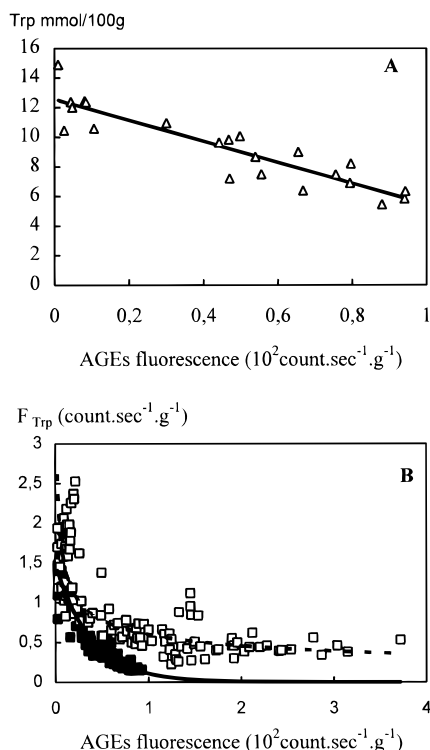 Trp mmol/100g
A
16
14
12
10
8
6
4
2
0
0 0,2 0,4 0,6 0,8 1
AGEs fluorescence (10²count.sec⁻¹.g⁻¹)
F Trp (count.sec⁻¹.g⁻¹)
B
3
2,5
2
1,5
1
0,5
0
0 1 2 3 4
AGEs fluorescence (10²count.sec⁻¹.g⁻¹)